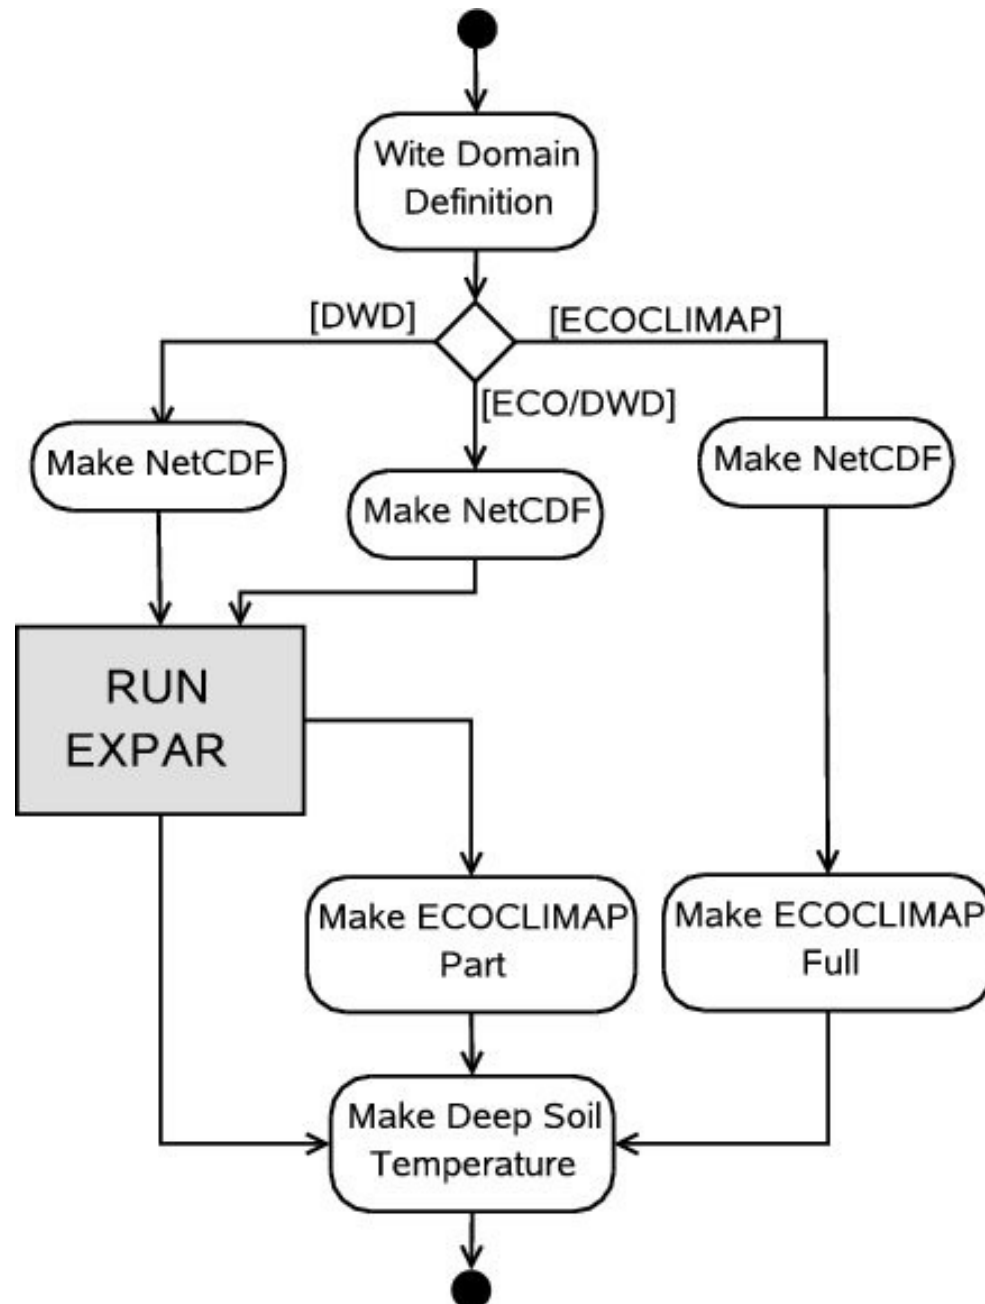 Wite Domain
Definition
[DWD]
[ECOCLIMAP]
[ECO/DWD]
Make NetCDF
Make NetCDF
Make NetCDF
RUN
EXPAR
Make ECOCLIMAP
Part
Make ECOCLIMAP
Full
Make Deep Soil
Temperature